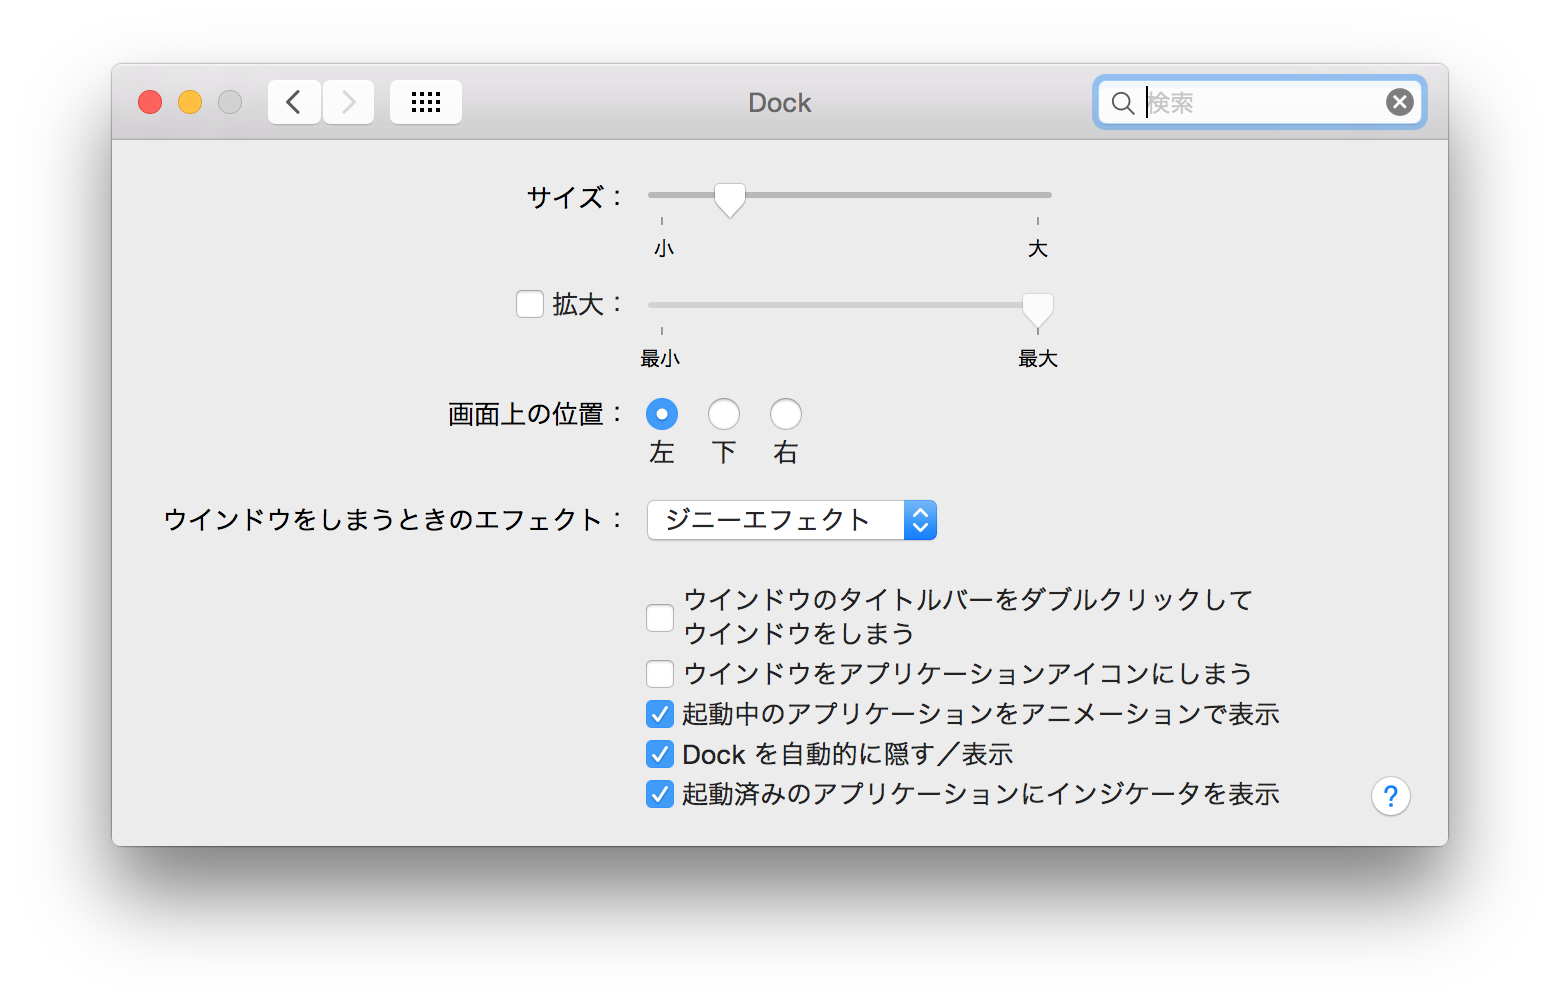 Dock
検索
サイズ：
小 大
拡大：
最小 最大
画面上の位置：
左 下 右
ウインドウをしまうときのエフェクト：
ジニーエフェクト
ウインドウのタイトルバーをダブルクリックして
ウインドウをしまう
ウインドウをアプリケーションアイコンにしまう
起動中のアプリケーションをアニメーションで表示
Dock を自動的に隠す／表示
起動済みのアプリケーションにインジケータを表示
?